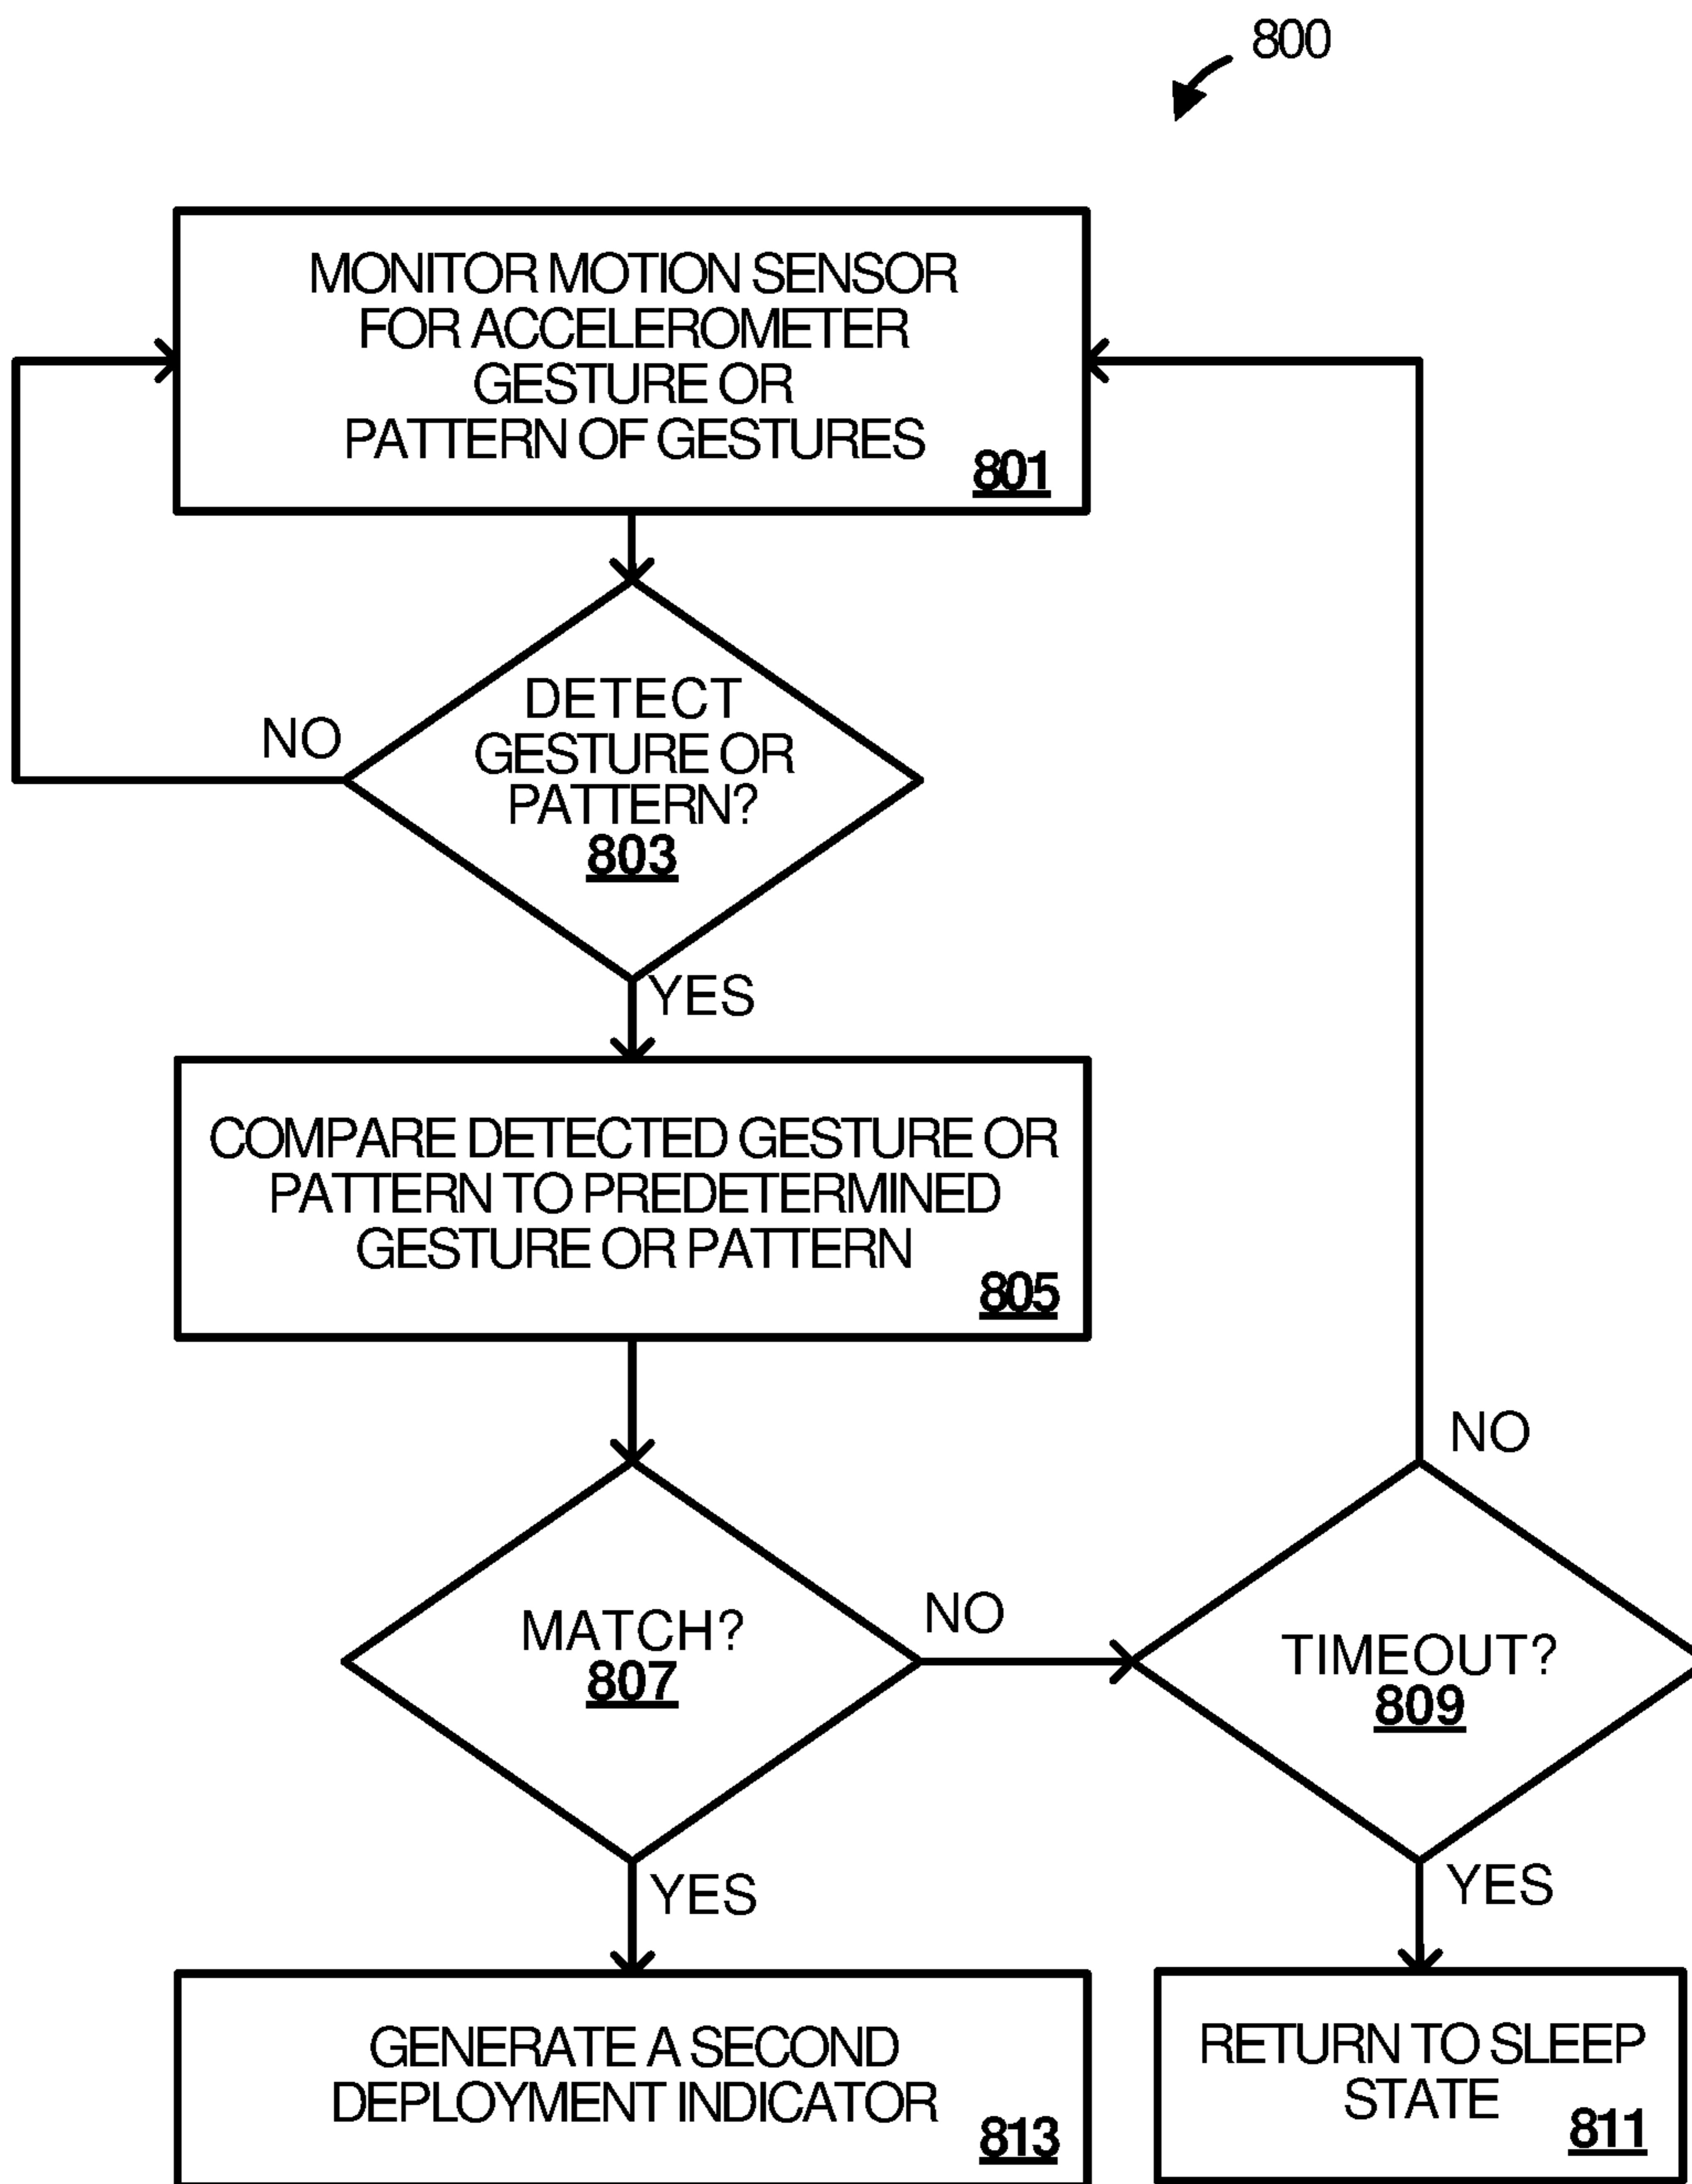 800
MONITOR MOTION SENSOR
FOR ACCELEROMETER
GESTURE OR
PATTERN OF GESTURES
801
DETECT
GESTURE OR
PATTERN?
803
NO
YES
COMPARE DETECTED GESTURE OR
PATTERN TO PREDETERMINED
GESTURE OR PATTERN
805
MATCH?
807
NO
TIMEOUT?
809
NO
YES
YES
GENERATE A SECOND
DEPLOYMENT INDICATOR
813
RETURN TO SLEEP
STATE
811